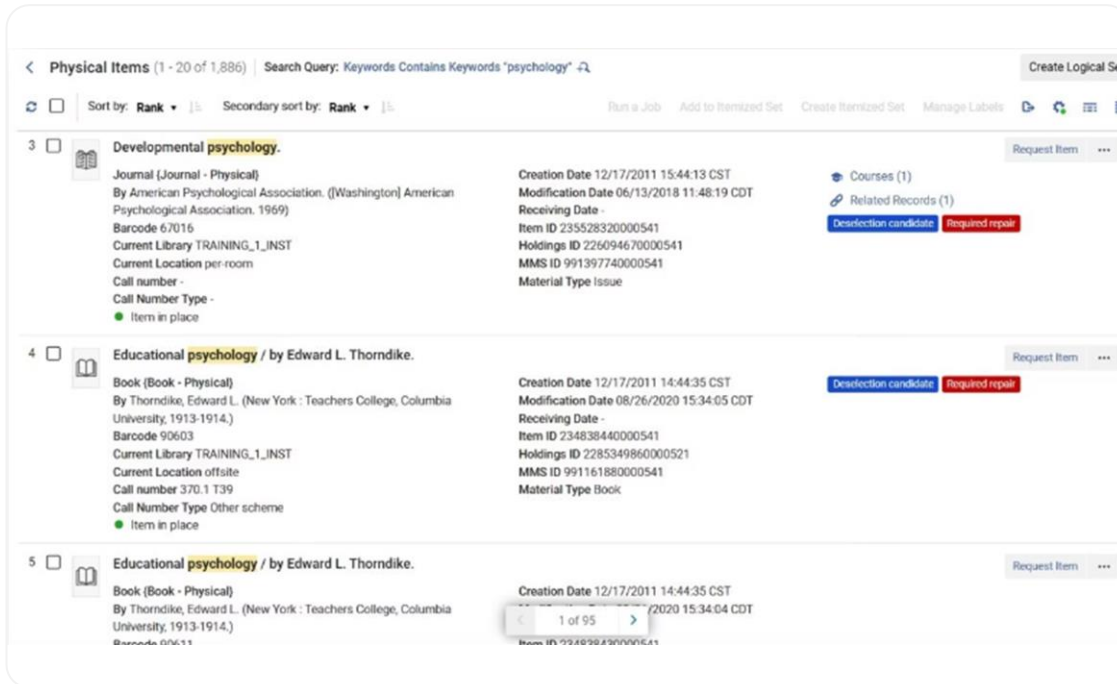 Physical Items (1 - 20 of 1,886) Search Query: Keywords Contains Keywords "psychology"
Create Logical Se
Sort by: Rank Secondary sort by: Rank
Run a Job Add to Itemized Set Create Itemized Set Manage Labels
3
Developmental psychology.
Request Item
Journal {Journal - Physical}
By American Psychological Association. ([Washington] American
Psychological Association. 1969)
Barcode 67016
Current Library TRAINING_1_INST
Current Location per-room
Call number -
Call Number Type -
Item in place
Creation Date 12/17/2011 15:44:13 CST
Modification Date 06/13/2018 11:48:19 CDT
Receiving Date -
Item ID 235528320000541
Holdings ID 226094670000541
MMS ID 991397740000541
Material Type Issue
Courses (1)
Related Records (1)
Deselection candidate Required repair
4
Educational psychology / by Edward L. Thorndike.
Request Item
Book {Book - Physical}
By Thorndike, Edward L. (New York : Teachers College, Columbia
University, 1913-1914.)
Barcode 90603
Current Library TRAINING_1_INST
Current Location offsite
Call number 370.1 T39
Call Number Type Other scheme
Item in place
Creation Date 12/17/2011 14:44:35 CST
Modification Date 08/26/2020 15:34:05 CDT
Receiving Date -
Item ID 234838440000541
Holdings ID 2285349860000521
MMS ID 991161880000541
Material Type Book
Deselection candidate Required repair
5
Educational psychology / by Edward L. Thorndike.
Request Item
Book {Book - Physical}
By Thorndike, Edward L. (New York : Teachers College, Columbia
University, 1913-1914.)
Barcode 90611
Creation Date 12/17/2011 14:44:35 CST
/2020 15:34:04 CDT
1 of 95
Item ID 234838430000541